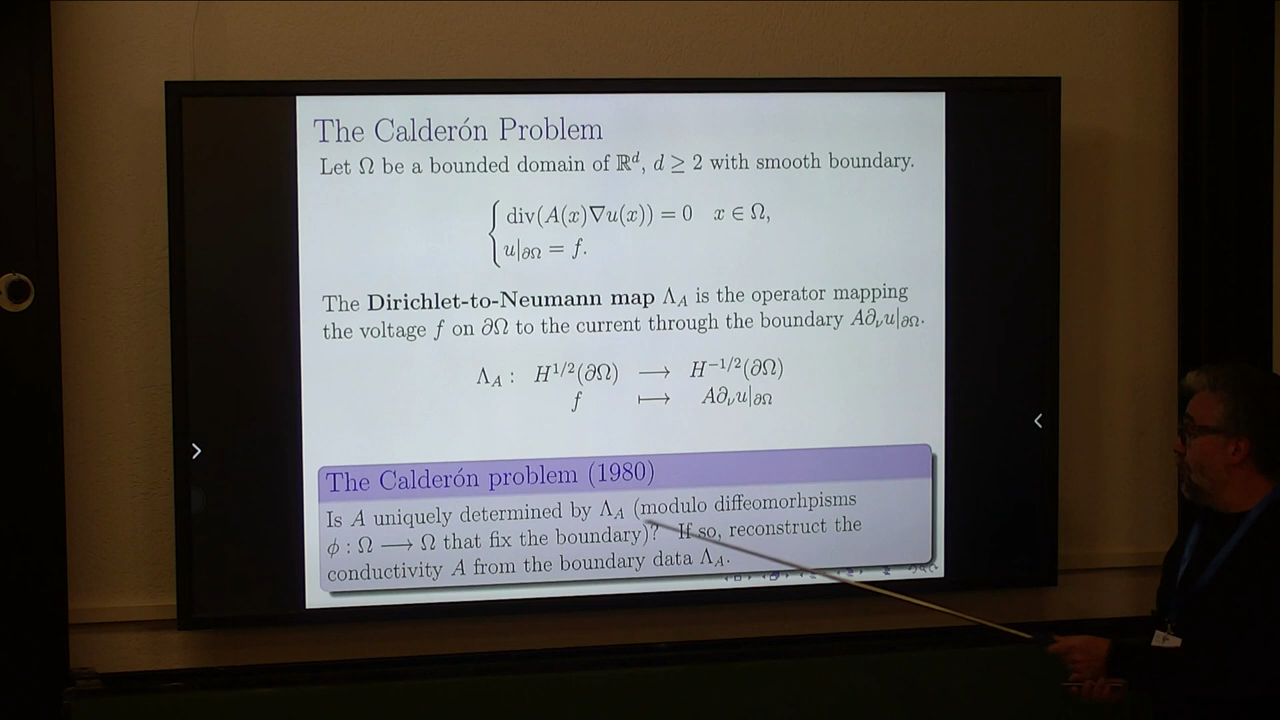 The Calderón Problem
Let Ω be a bounded domain of ℝᵈ, d ≥ 2 with smooth boundary.
div(A(x)∇u(x)) = 0 x ∈ Ω,
u|∂Ω = f.
The Dirichlet-to-Neumann map Λ_A is the operator mapping
the voltage f on ∂Ω to the current through the boundary A∂_νu|∂Ω.
Λ_A : H^{1/2}(∂Ω) ⟶ H^{−1/2}(∂Ω)
f ⟼ A∂_νu|∂Ω
The Calderón problem (1980)
Is A uniquely determined by Λ_A (modulo diffeomorhpisms
ϕ : Ω ⟶ Ω that fix the boundary)? If so, reconstruct the
conductivity A from the boundary data Λ_A.